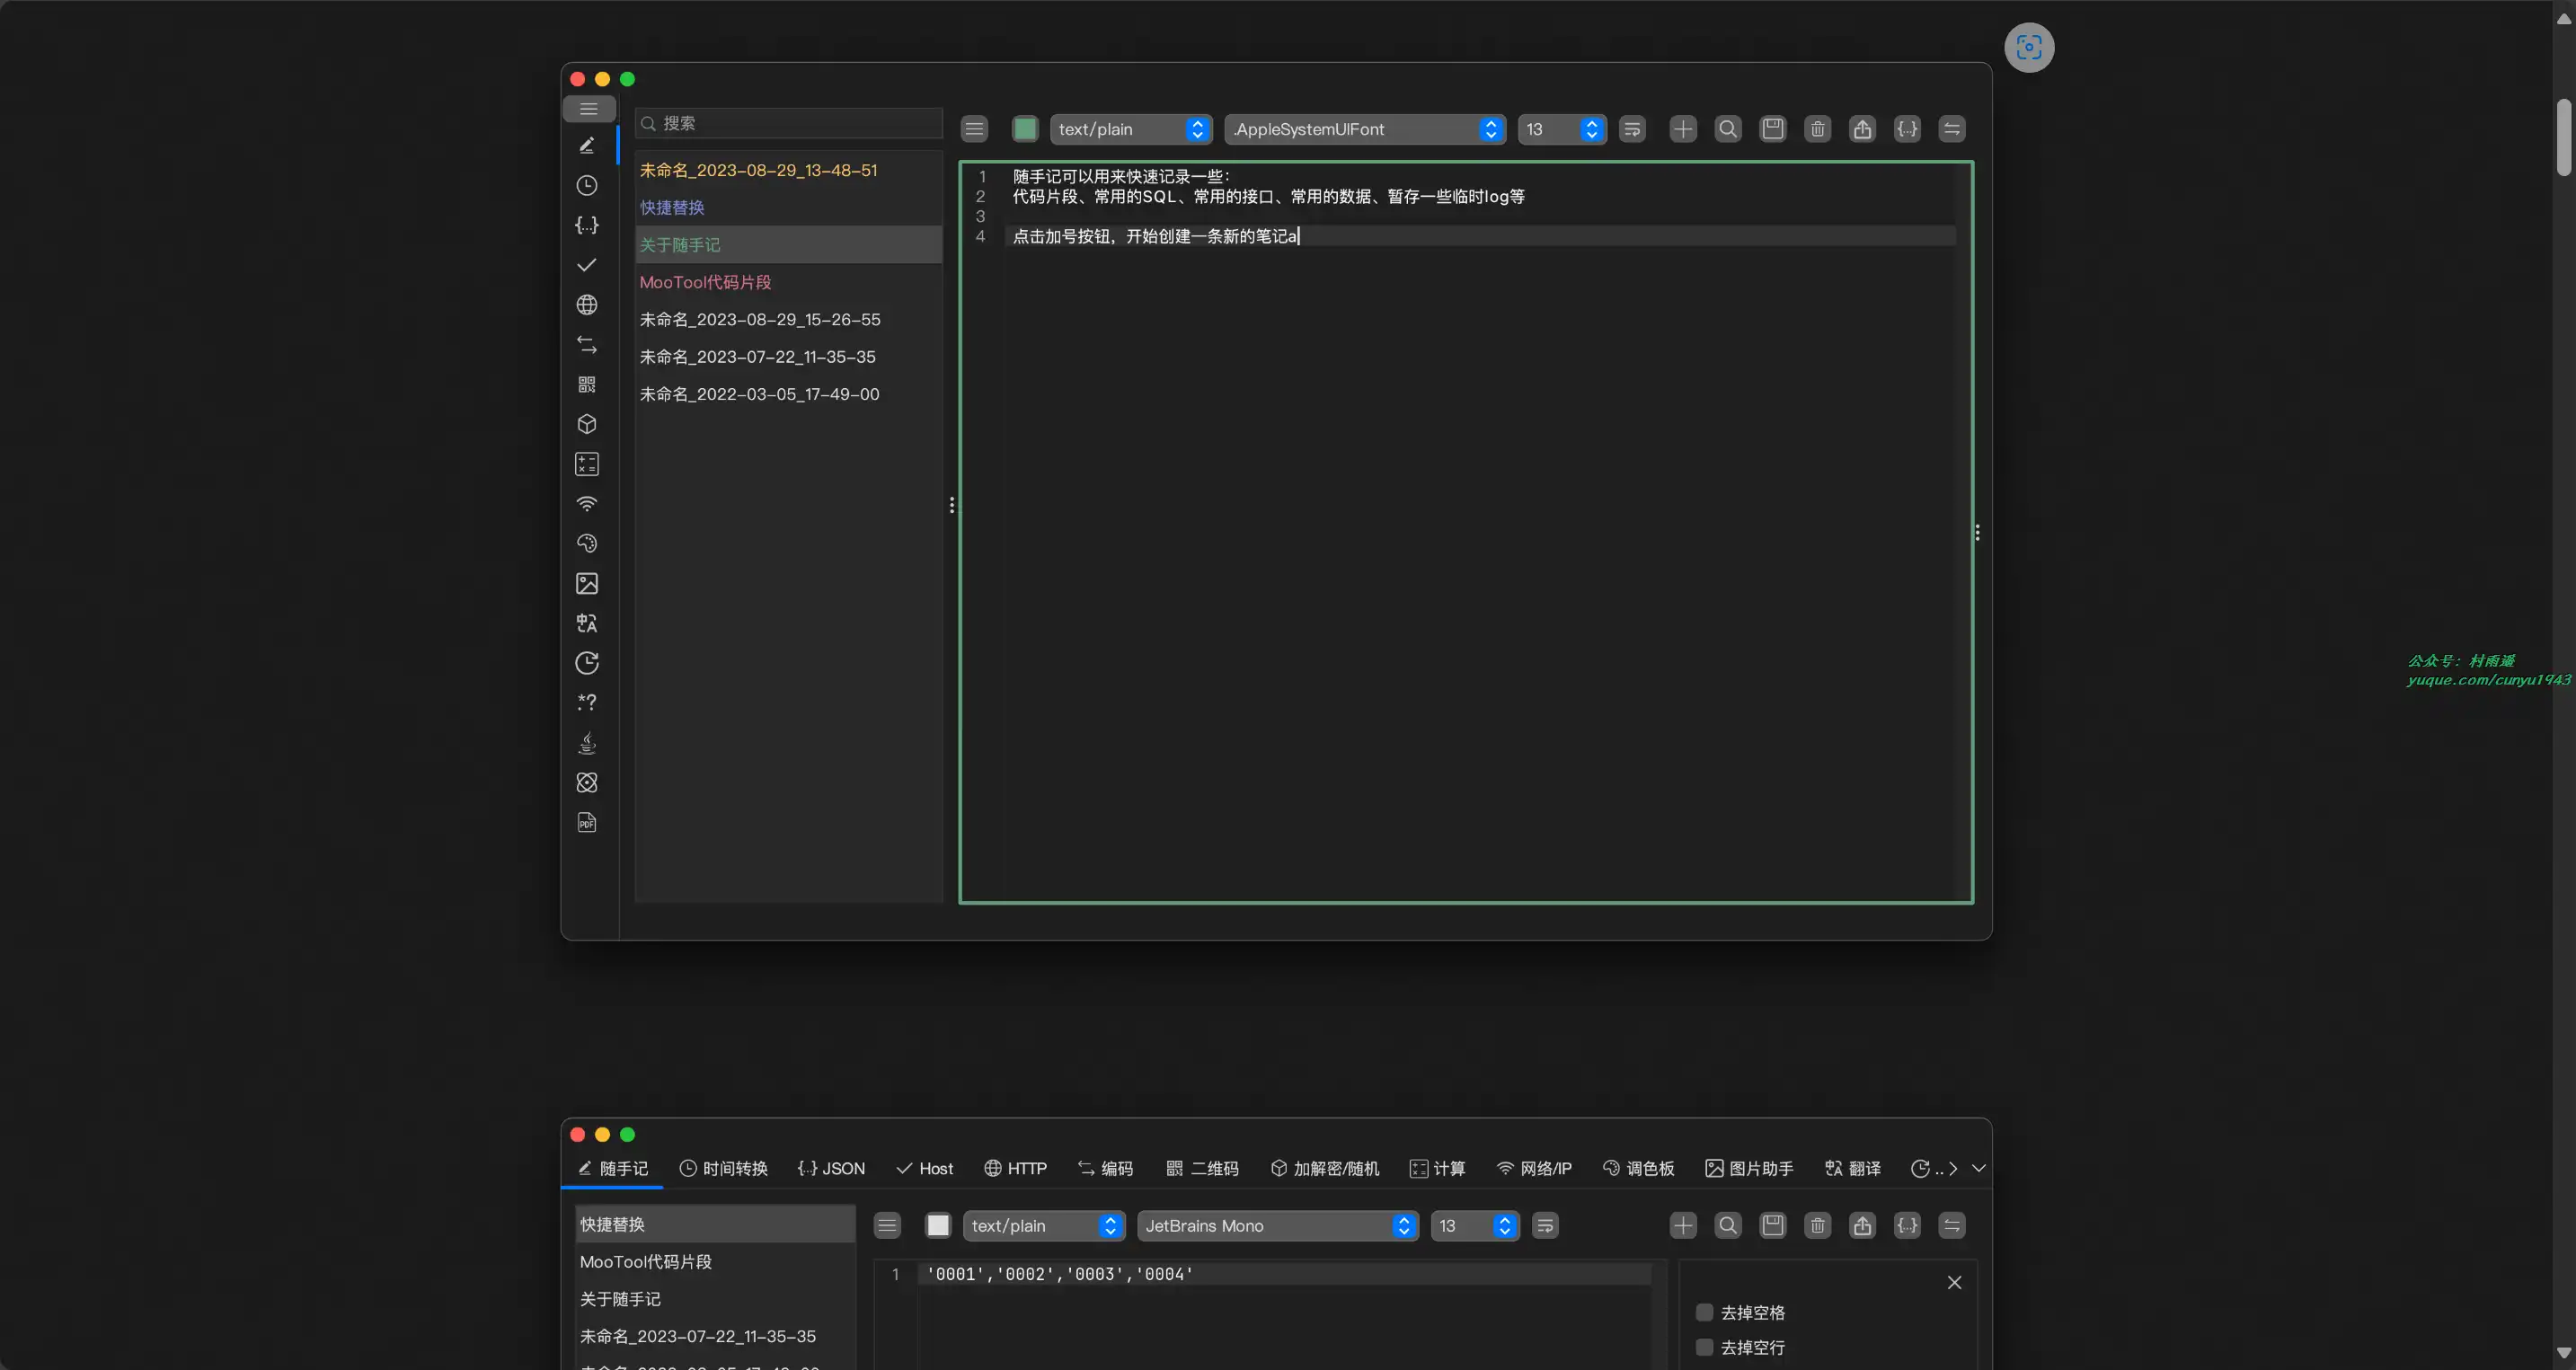 搜索
text/plain
.AppleSystemUIFont
13
未命名_2023-08-29_13-48-51
快捷替换
关于随手记
MooTool代码片段
未命名_2023-08-29_15-26-55
未命名_2023-07-22_11-35-35
未命名_2022-03-05_17-49-00
1 随手记可以用来快速记录一些：
2 代码片段、常用的SQL、常用的接口、常用的数据、暂存一些临时log等
3
4 点击加号按钮，开始创建一条新的笔记a
PDF
公众号：村雨遥
yuque.com/cunyu1943
随手记 时间转换 {..} JSON Host HTTP 编码 二维码 加解密/随机 计算 网络/IP 调色板 图片助手 翻译 ..
快捷替换
MooTool代码片段
关于随手记
未命名_2023-07-22_11-35-35
text/plain
JetBrains Mono
13
1 '0001','0002','0003','0004'
去掉空格
去掉空行